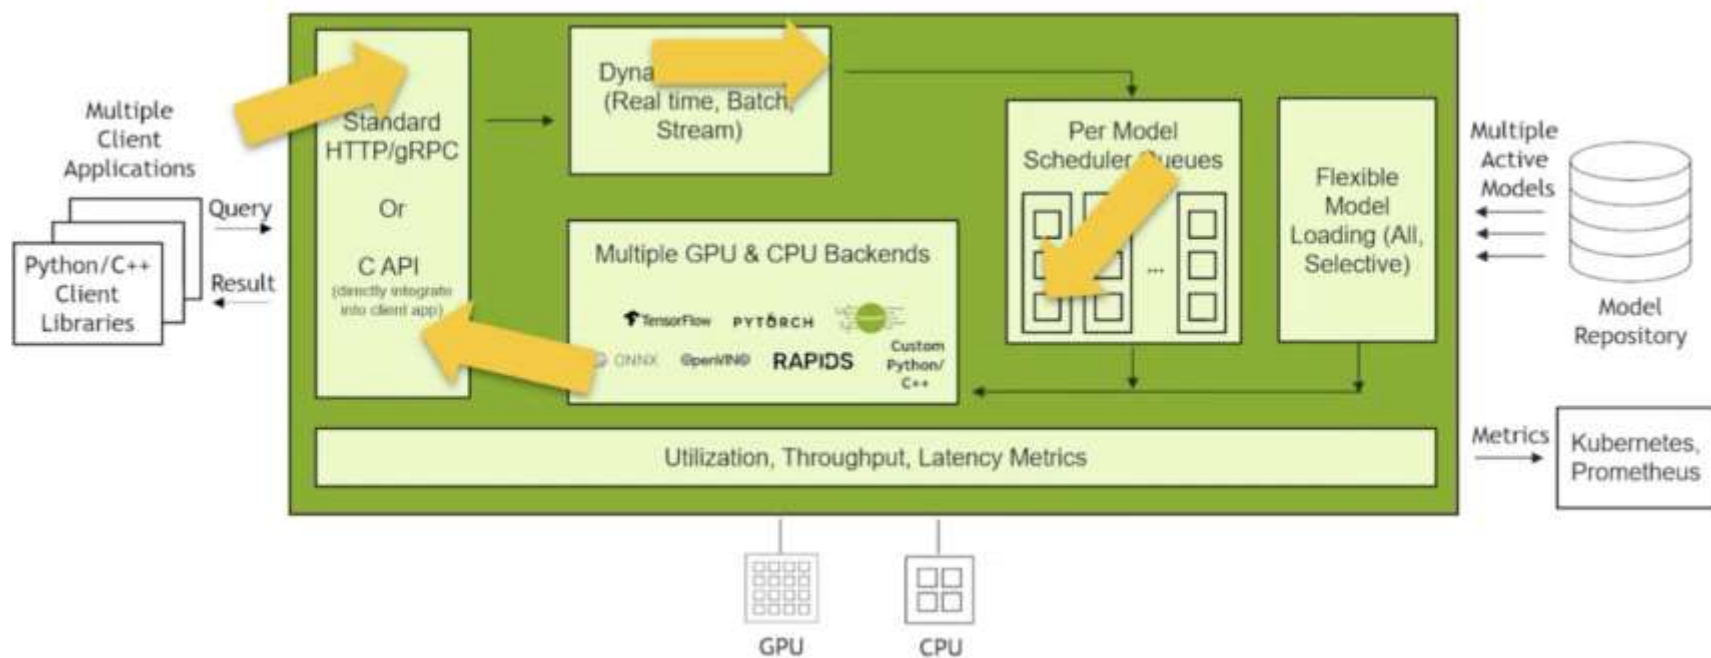 Multiple
Client
Applications
Python/C++
Client
Libraries
Query
Result
Standard
HTTP/gRPC
Or
C API
(directly integrate
into client app)
(Real time, Batch,
Stream)
Multiple GPU & CPU Backends
TensorFlow
PYTORCH
ONNX
OpenVINO
RAPIDS
Custom
Python/
C++
Per Model
Scheduler Queues
...
Flexible
Model
Loading (All,
Selective)
Multiple
Active
Models
Model
Repository
Utilization, Throughput, Latency Metrics
Metrics
Kubernetes,
Prometheus
GPU
CPU